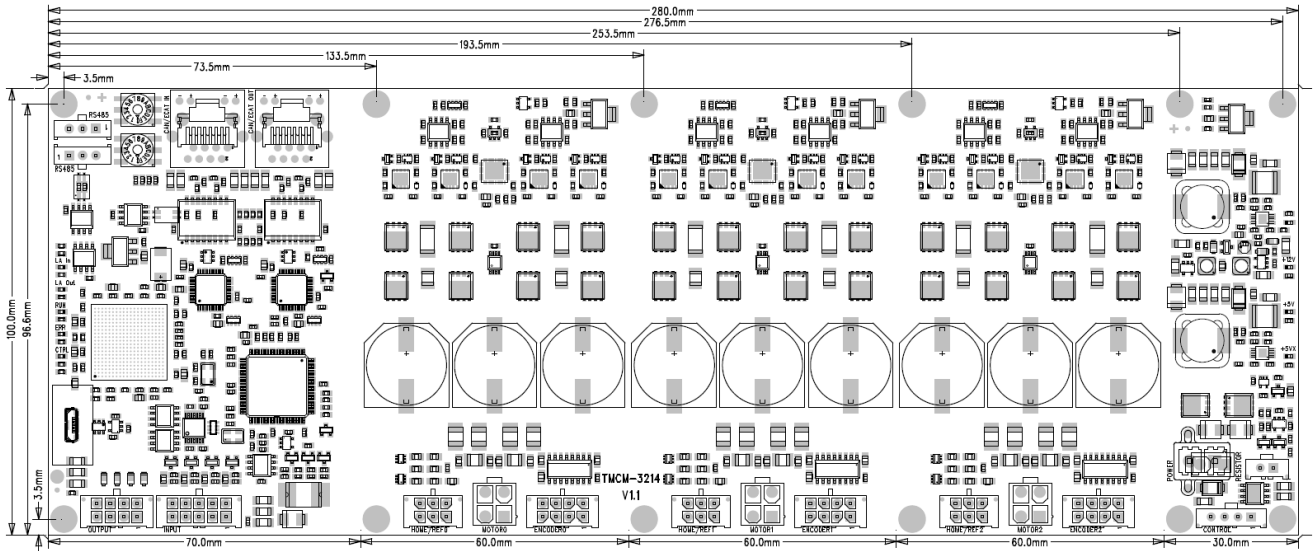 280.0mm
276.5mm
253.5mm
193.5mm
133.5mm
73.5mm
3.5mm
100.0mm
96.6mm
3.5mm
RS485
1
CAN/ECAT IN
CAN/ECAT OUT
1
RS485
LA In
LA Out
RUN
ERR
CTRL
+12V
+5V
+5VX
POWER
RESISTOR
TMCM-3214
V1.1
OUTPUT
INPUT
HOME/REF0
MOTOR0
ENCODER0
HOME/REF1
MOTOR1
ENCODER1
HOME/REF2
MOTOR2
ENCODER2
CONTROL
70.0mm
60.0mm
60.0mm
60.0mm
30.0mm